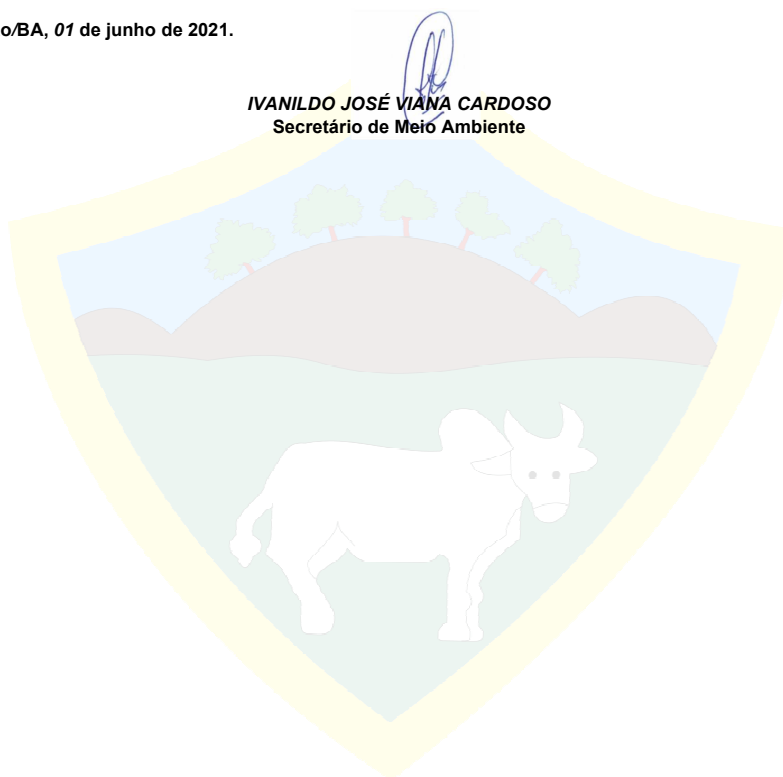 o/BA, 01 de junho de 2021.
IVANILDO JOSÉ VIANA CARDOSO
Secretário de Meio Ambiente